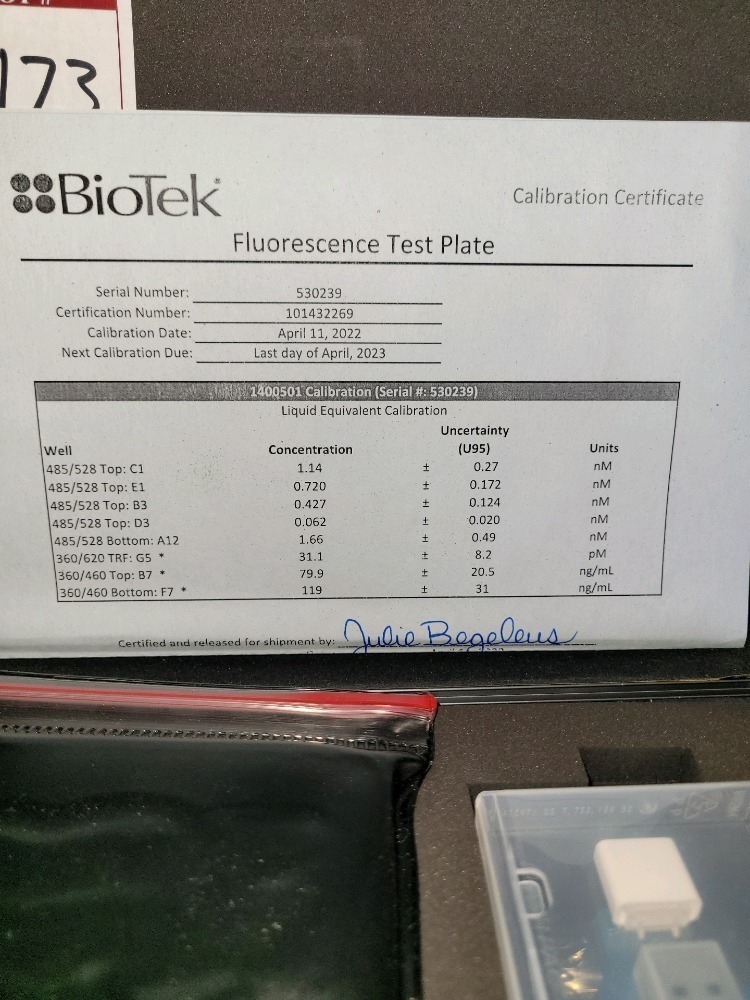 173
BioTek
Calibration Certificate
Fluorescence Test Plate
Serial Number: 530239
Certification Number: 101432269
Calibration Date: April 11, 2022
Next Calibration Due: Last day of April, 2023
1400501 Calibration (Serial #: 530239)
Liquid Equivalent Calibration
Well Concentration Uncertainty (U95) Units
485/528 Top: C1 1.14 ± 0.27 nM
485/528 Top: E1 0.720 ± 0.172 nM
485/528 Top: B3 0.427 ± 0.124 nM
485/528 Top: D3 0.062 ± 0.020 nM
485/528 Bottom: A12 1.66 ± 0.49 nM
360/620 TRF: G5 * 31.1 ± 8.2 pM
360/460 Top: B7 * 79.9 ± 20.5 ng/mL
360/460 Bottom: F7 * 119 ± 31 ng/mL
Certified and released for shipment by: Julie Begeleus